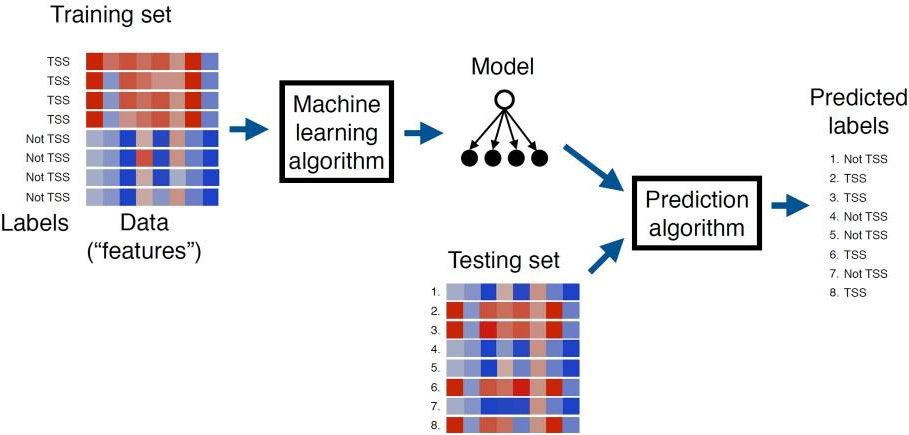 Training set
TSS
TSS
TSS
TSS
Not TSS
Not TSS
Not TSS
Not TSS
Labels
Data
(“features”)
Machine
learning
algorithm
Model
Testing set
1.
2.
3.
4.
5.
6.
7.
8.
Prediction
algorithm
Predicted
labels
1. Not TSS
2. TSS
3. TSS
4. Not TSS
5. Not TSS
6. TSS
7. Not TSS
8. TSS